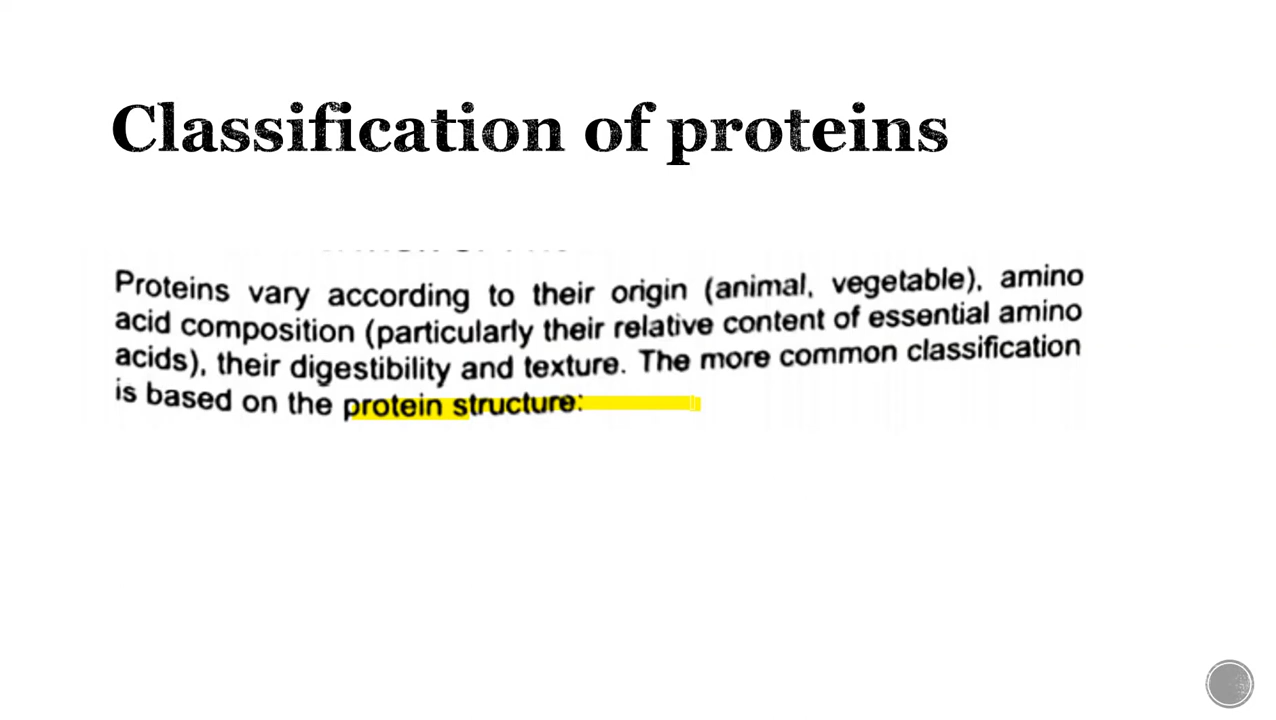 Classification of proteins
Proteins vary according to their origin (animal, vegetable), amino
acid composition (particularly their relative content of essential amino
acids), their digestibility and texture. The more common classification
is based on the protein structure: